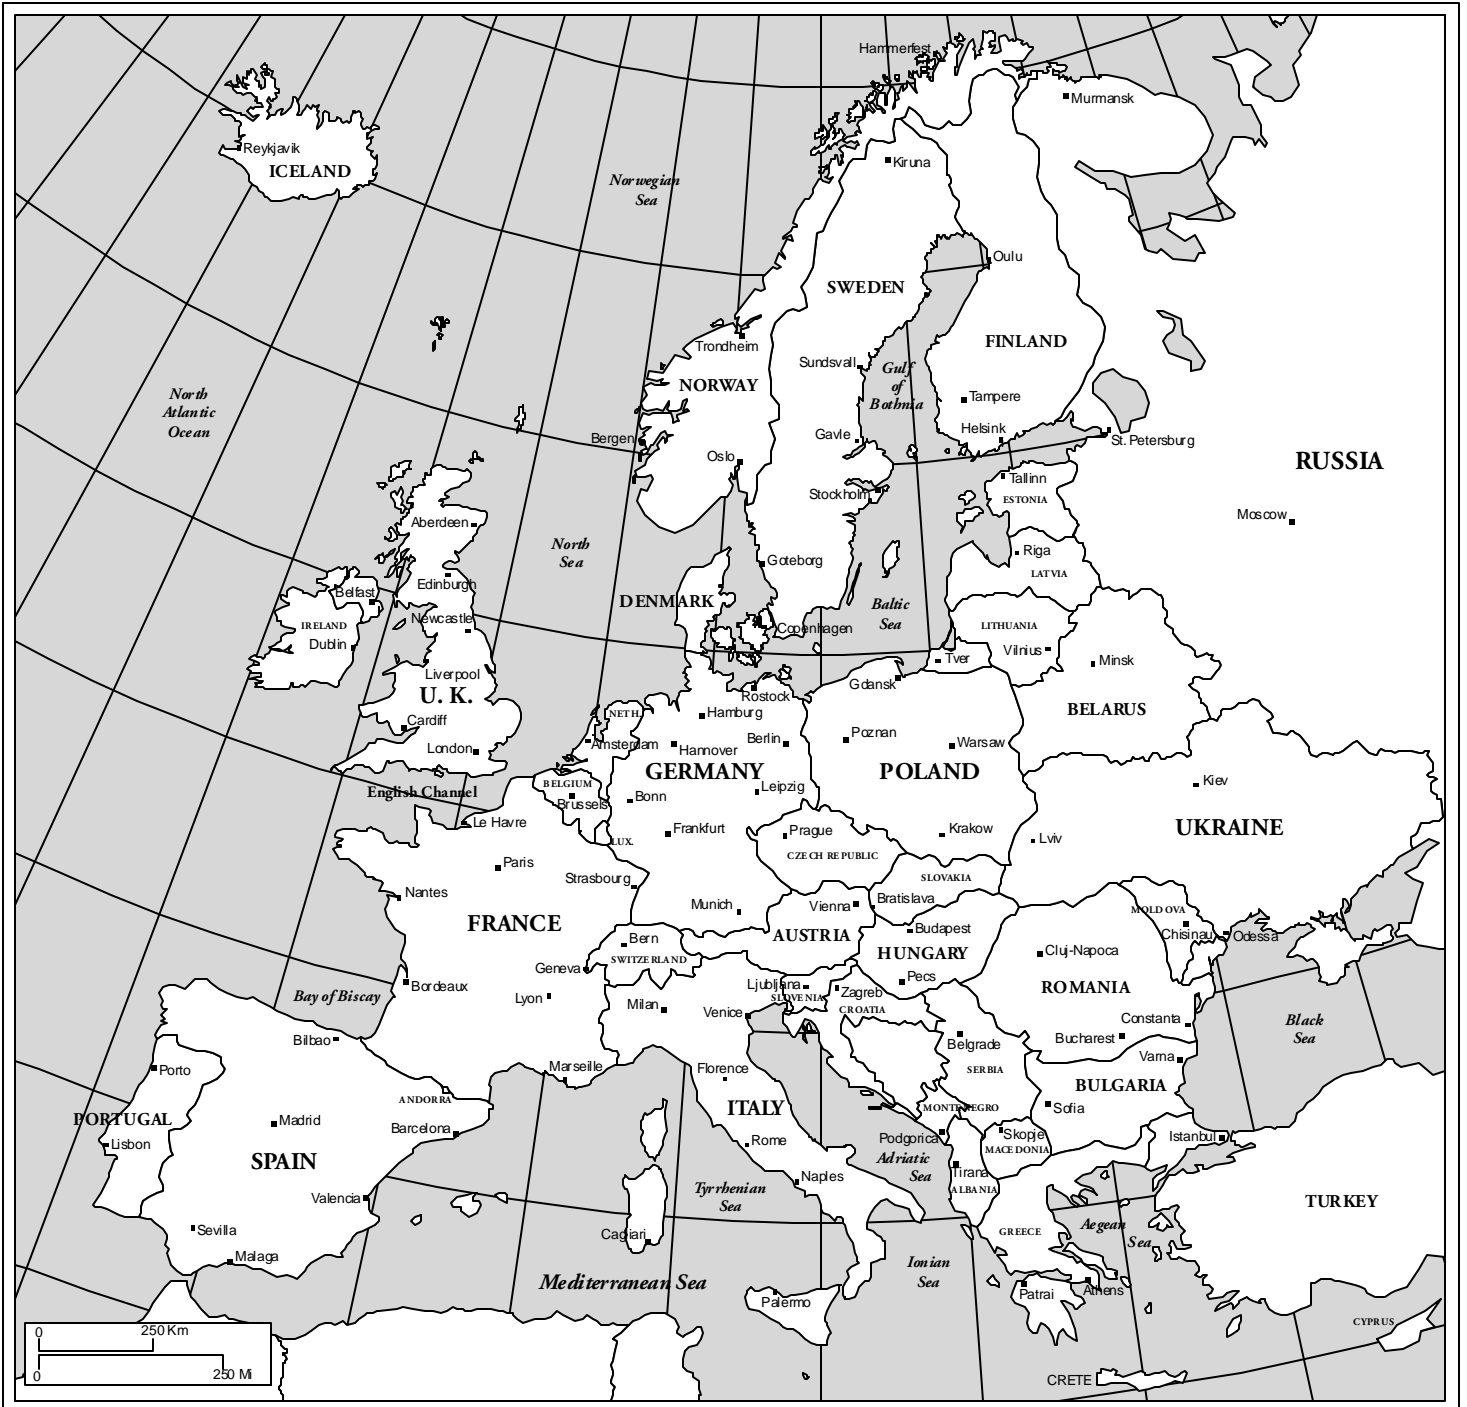 Hammerfest
Murmansk
Reykjavik
ICELAND
Kiruna
Norwegian
Sea
Oulu
SWEDEN
FINLAND
Trondheim
Sundsvall
Gulf
of
Bothnia
NORWAY
North
Atlantic
Ocean
Tampere
Helsink
Bergen
Gavle
St. Petersburg
Oslo
RUSSIA
Stockholm
Tallinn
ESTONIA
Moscow
Aberdeen
North
Sea
Riga
LATVIA
Goteborg
Edinburgh
Belfast
DENMARK
Baltic
Sea
Newcastle
IRELAND
Dublin
Copenhagen
LITHUANIA
Vilnius
Tver
Minsk
Liverpool
U. K.
Gdansk
Rostock
Cardiff
NETH.
Hamburg
BELARUS
London
Amsterdam
Hannover
Berlin
Poznan
Warsaw
GERMANY
POLAND
English Channel
BELGIUM
Brussels
Bonn
Leipzig
Kiev
Le Havre
Frankfurt
Prague
Krakow
Lviv
UKRAINE
LUX.
CZECH REPUBLIC
Paris
Strasbourg
SLOVAKIA
Nantes
Munich
Vienna
Bratislava
MOLDOVA
FRANCE
Bern
AUSTRIA
Budapest
Chisinau
Odessa
SWITZERLAND
Geneva
HUNGARY
Cluj-Napoca
Bordeaux
Lyon
Ljubljana
SLOVENIA
Pecs
ROMANIA
Bay of Biscay
Milan
Venice
Zagreb
CROATIA
Constanta
Black
Sea
Bilbao
Belgrade
Bucharest
Marseille
Florence
SERBIA
Varna
Porto
BULGARIA
ANDORRA
ITALY
MONTENEGRO
Sofia
PORTUGAL
Madrid
Barcelona
Lisbon
Rome
Podgorica
Skopje
Istanbul
Adriatic
Sea
MACEDONIA
SPAIN
Tirana
ALBANIA
Naples
Tyrrhenian
Sea
Valencia
TURKEY
Sevilla
Cagliari
GREECE
Aegean
Sea
Malaga
Ionian
Sea
Mediterranean Sea
Palermo
Patrai
Athens
CYPRUS
CRETE
0
250 Km
0
250 Mi